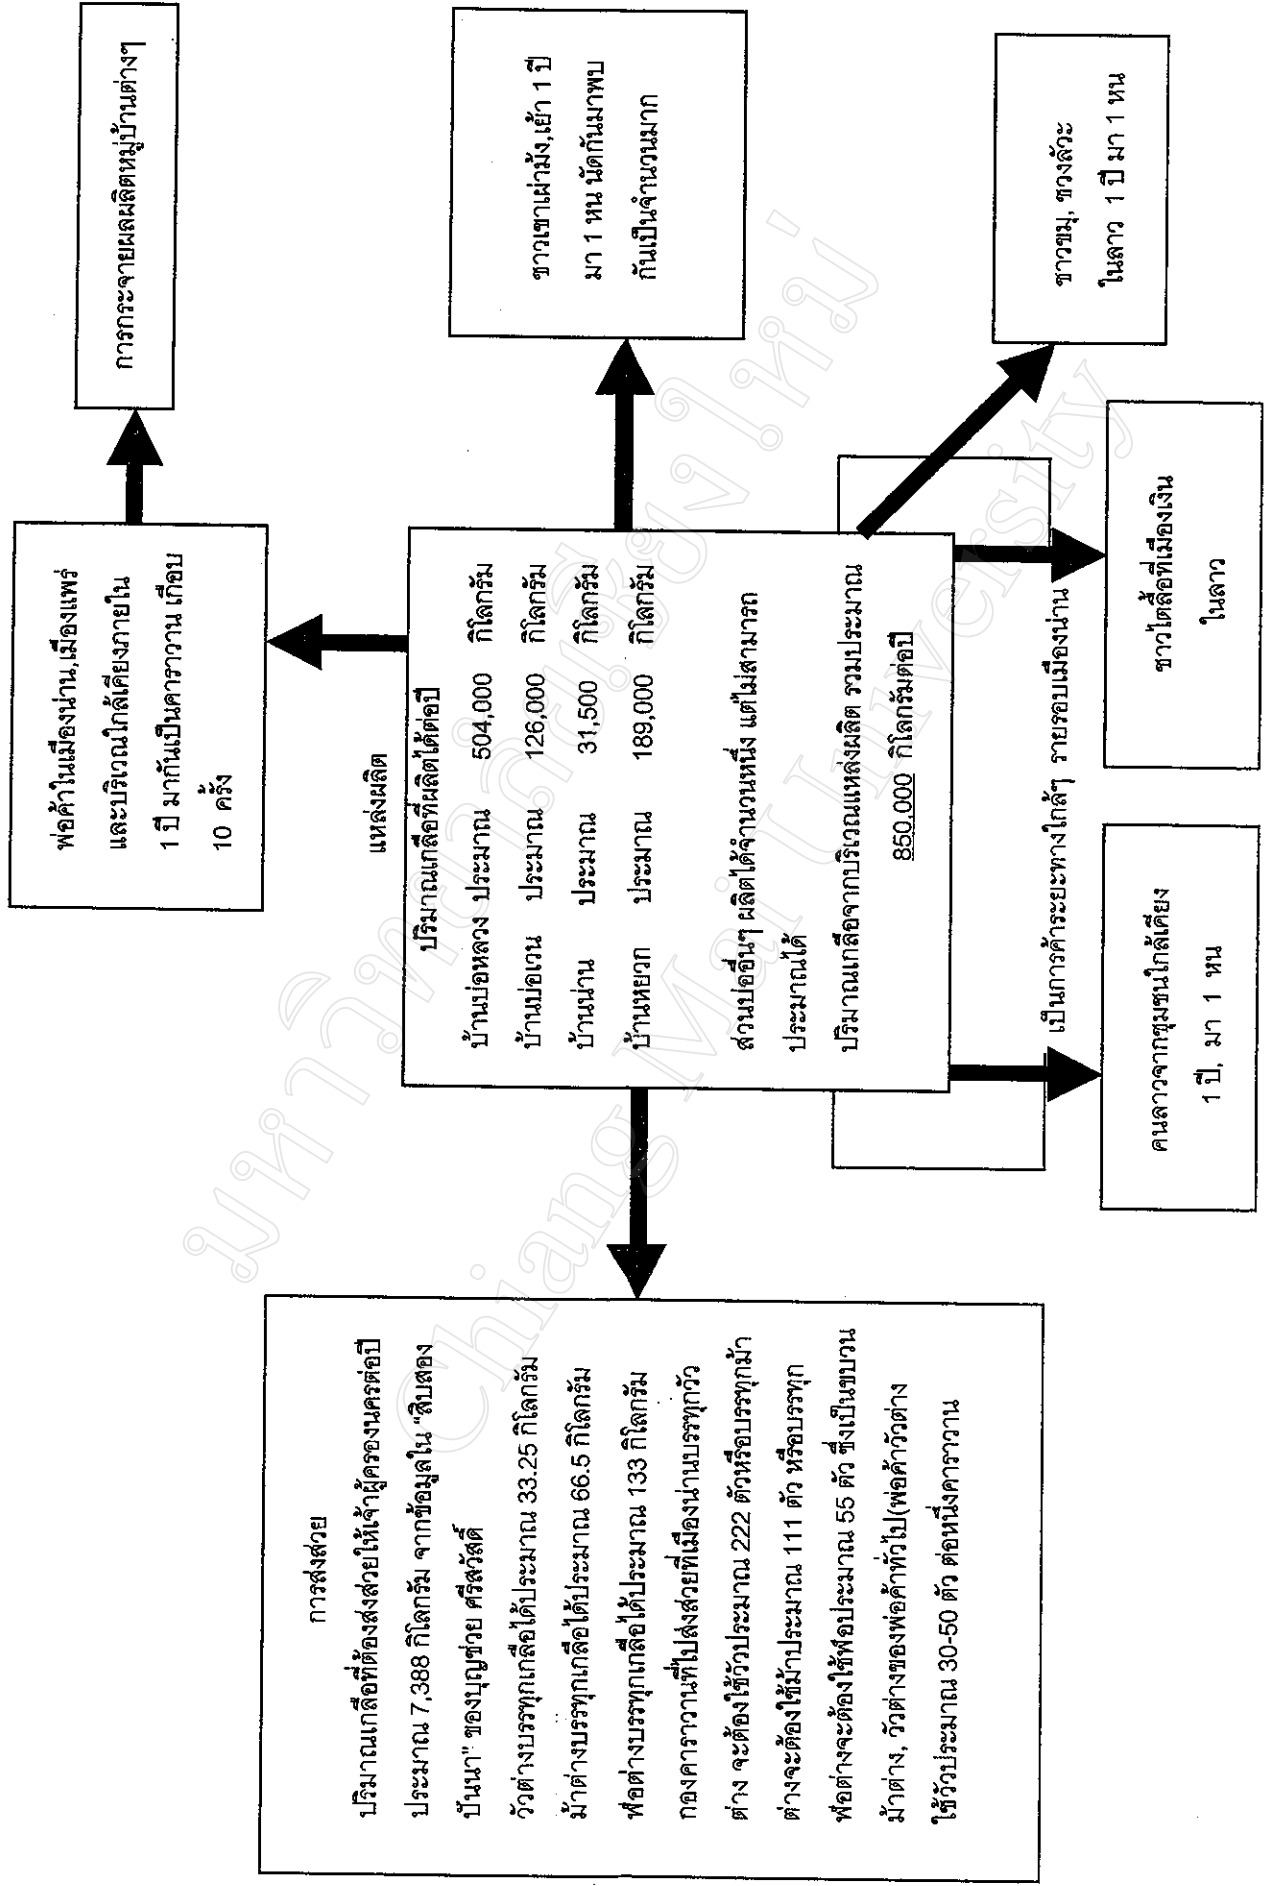 การส่งส่วย
ปริมาณเกลือที่ต้องส่งส่วยให้เจ้าผู้ครองนครต่อปี
ประมาณ 7,388 กิโลกรัม จากข้อมูลใน "สิบสอง
ปันนา" ของบุญช่วย ศรีสวัสดิ์
วัวต่างบรรทุกเกลือได้ประมาณ 33.25 กิโลกรัม
ม้าต่างบรรทุกเกลือได้ประมาณ 66.5 กิโลกรัม
ฬ่อต่างบรรทุกเกลือได้ประมาณ 133 กิโลกรัม
กองคาราวานที่ไปส่งส่วยที่เมืองน่านบรรทุกวัว
ต่าง จะต้องใช้วัวประมาณ 222 ตัวหรือบรรทุกม้า
ต่างจะต้องใช้ม้าประมาณ 111 ตัว หรือบรรทุก
ฬ่อต่างจะต้องใช้ฬ่อประมาณ 55 ตัว ซึ่งเป็นขบวน
ม้าต่าง, วัวต่างของพ่อค้าทั่วไป(พ่อค้าวัวต่าง
ใช้วัวประมาณ 30-50 ตัว ต่อหนึ่งคาราวาน
พ่อค้าในเมืองน่าน,เมืองแพร่
และบริเวณใกล้เคียงภายใน
1 ปี มากันเป็นคาราวาน เกือบ
10 ครั้ง
การกระจายผลผลิตหมู่บ้านต่างๆ
แหล่งผลิต
ปริมาณเกลือที่ผลิตได้ต่อปี
บ้านบ่อหลวง ประมาณ 504,000 กิโลกรัม
บ้านบ่อเวน ประมาณ 126,000 กิโลกรัม
บ้านน่าน ประมาณ 31,500 กิโลกรัม
บ้านหยวก ประมาณ 189,000 กิโลกรัม
ส่วนบ่ออื่นๆ ผลิตได้จำนวนหนึ่ง แต่ไม่สามารถ
ประมาณได้
ปริมาณเกลือจากบริเวณแหล่งผลิต รวมประมาณ
850,000 กิโลกรัมต่อปี
ชาวเขาเผ่าม้ง,เย้า 1 ปี
มา 1 หน นัดกันมาพบ
กันเป็นจำนวนมาก
ชาวขมุ, ชวงลัวะ
ในลาว 1 ปี มา 1 หน
เป็นการค้าระยะทางใกล้ๆ รายรอบเมืองน่าน
คนลาวจากชุมชนใกล้เคียง
1 ปี, มา 1 หน
ชาวไตลื้อที่เมืองเงิน
ในลาว
มหาวิทยาลัยเชียงใหม่
Chiang Mai University